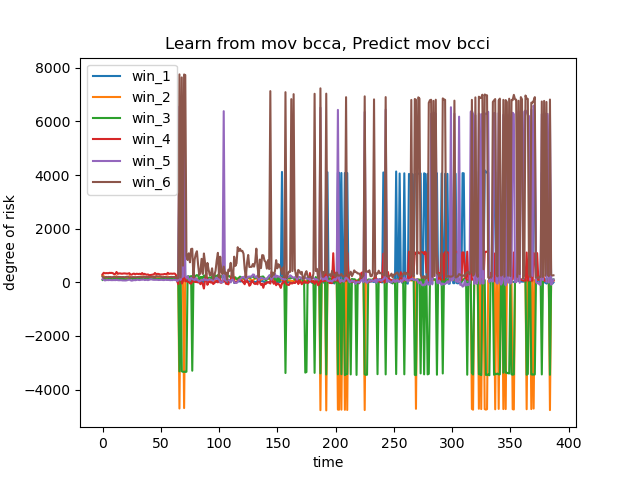 Learn from mov bcca, Predict mov bcci
8000
6000
4000
2000
0
−2000
−4000
degree of risk
win_1
win_2
win_3
win_4
win_5
win_6
0 50 100 150 200 250 300 350 400
time